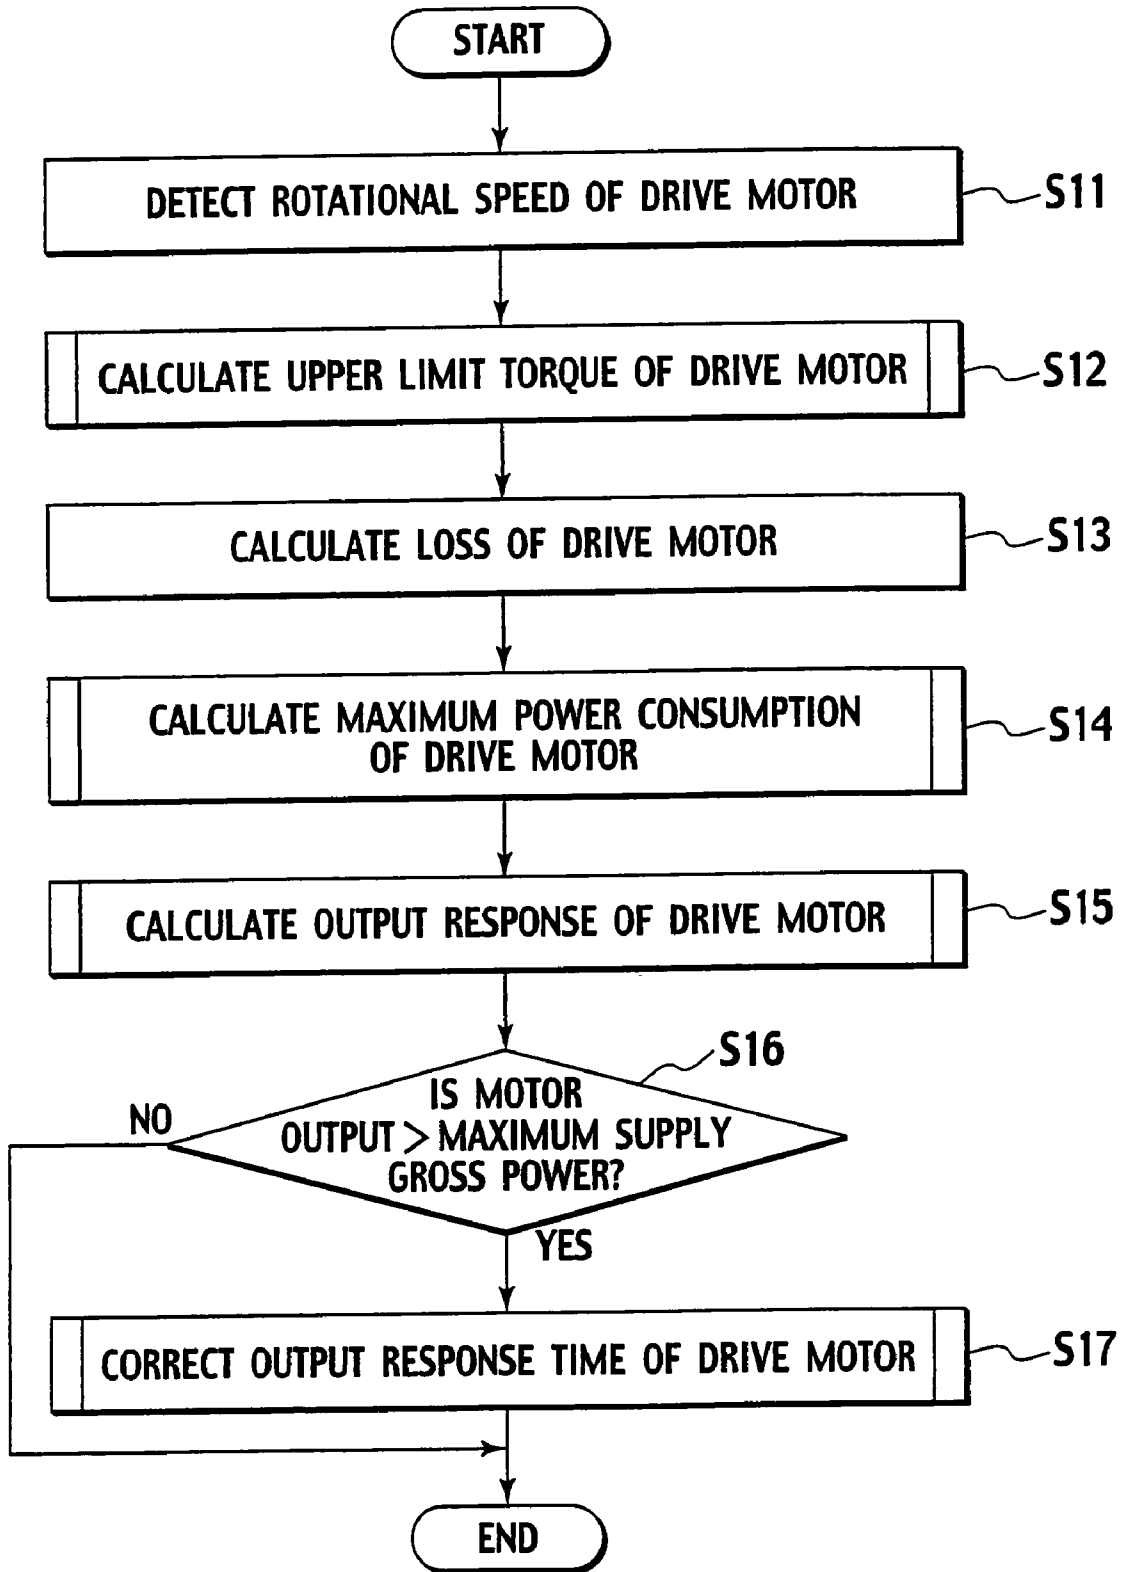 START
DETECT ROTATIONAL SPEED OF DRIVE MOTOR
S11
CALCULATE UPPER LIMIT TORQUE OF DRIVE MOTOR
S12
CALCULATE LOSS OF DRIVE MOTOR
S13
CALCULATE MAXIMUM POWER CONSUMPTION
OF DRIVE MOTOR
S14
CALCULATE OUTPUT RESPONSE OF DRIVE MOTOR
S15
S16
IS MOTOR
OUTPUT > MAXIMUM SUPPLY
GROSS POWER?
NO
YES
CORRECT OUTPUT RESPONSE TIME OF DRIVE MOTOR
S17
END